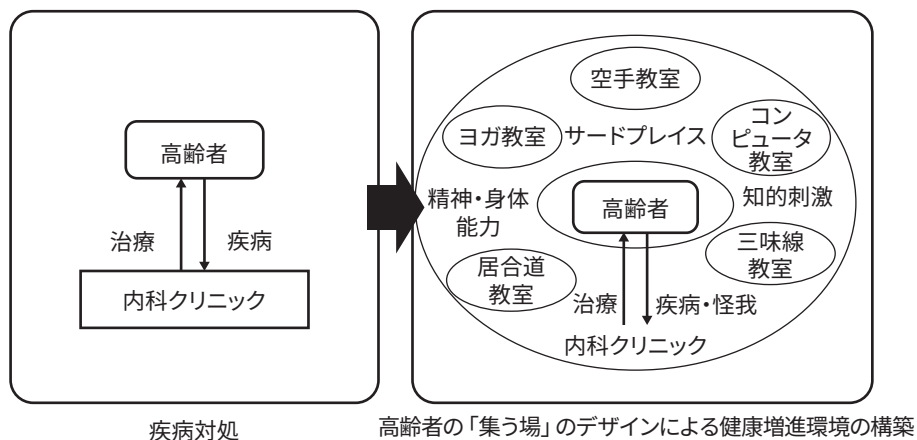 高齢者
治療
疾病
内科クリニック
疾病対処
空手教室
ヨガ教室
サードプレイス
コン
ピュータ
教室
精神・身体
能力
高齢者
知的刺激
居合道
教室
三味線
教室
治療
疾病・怪我
内科クリニック
高齢者の「集う場」のデザインによる健康増進環境の構築